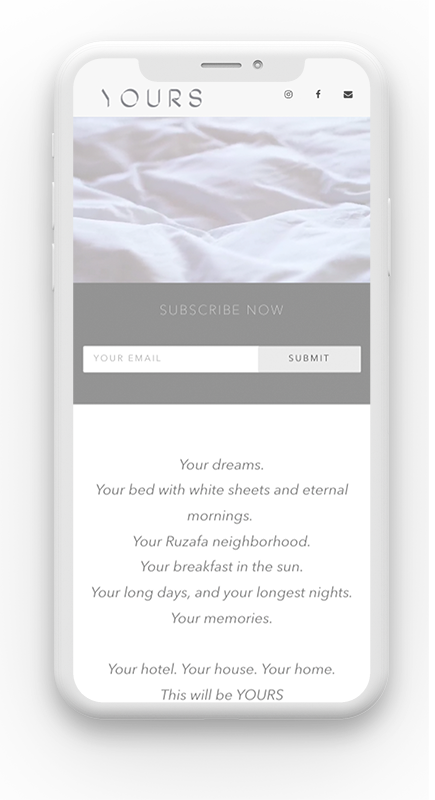 YOURS
SUBSCRIBE NOW
YOUR EMAIL
SUBMIT
Your dreams.
Your bed with white sheets and eternal
mornings.
Your Ruzafa neighborhood.
Your breakfast in the sun.
Your long days, and your longest nights.
Your memories.
Your hotel. Your house. Your home.
This will be YOURS